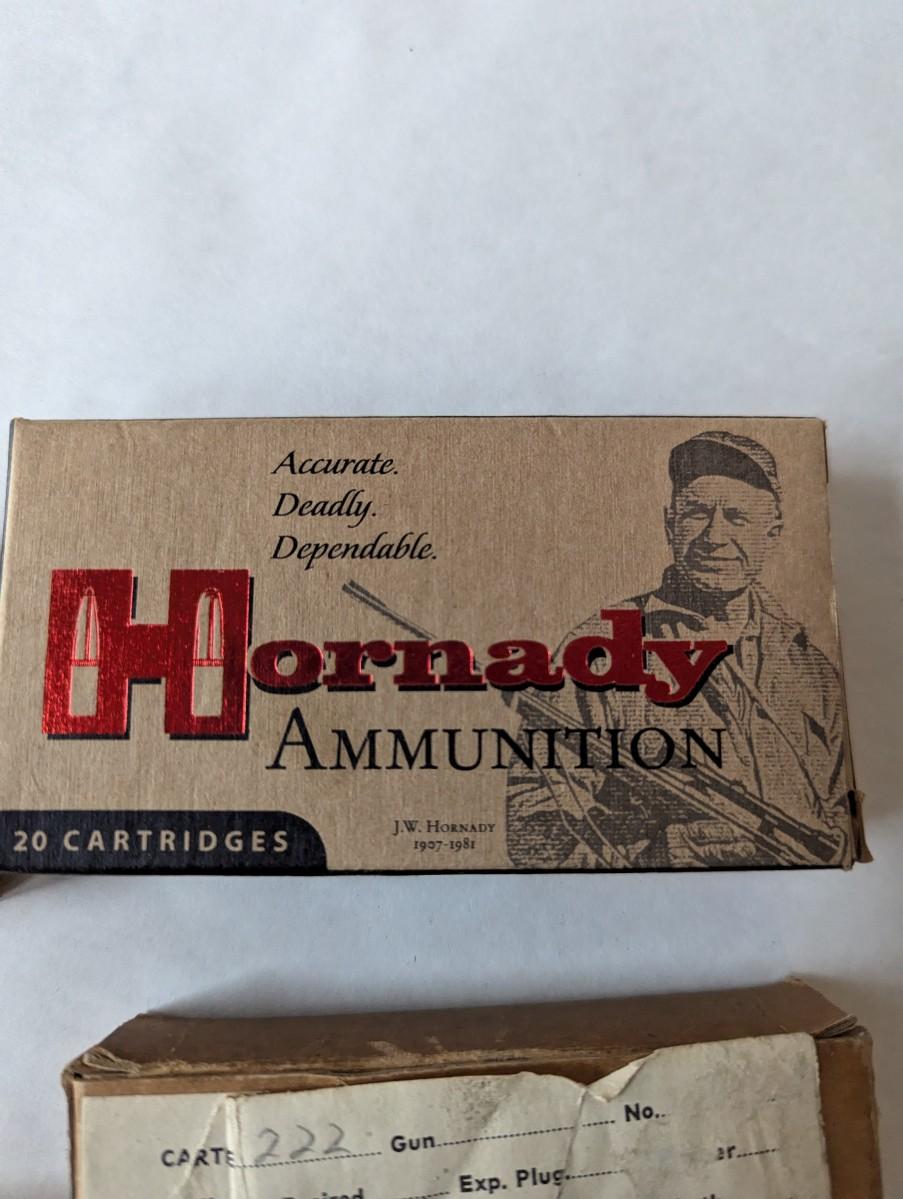 Accurate.
Deadly.
Dependable.
Hornady
AMMUNITION
20 CARTRIDGES
J.W. HORNADY
1907-1981
No..
CARTE 222 Gun
Exp. Plug